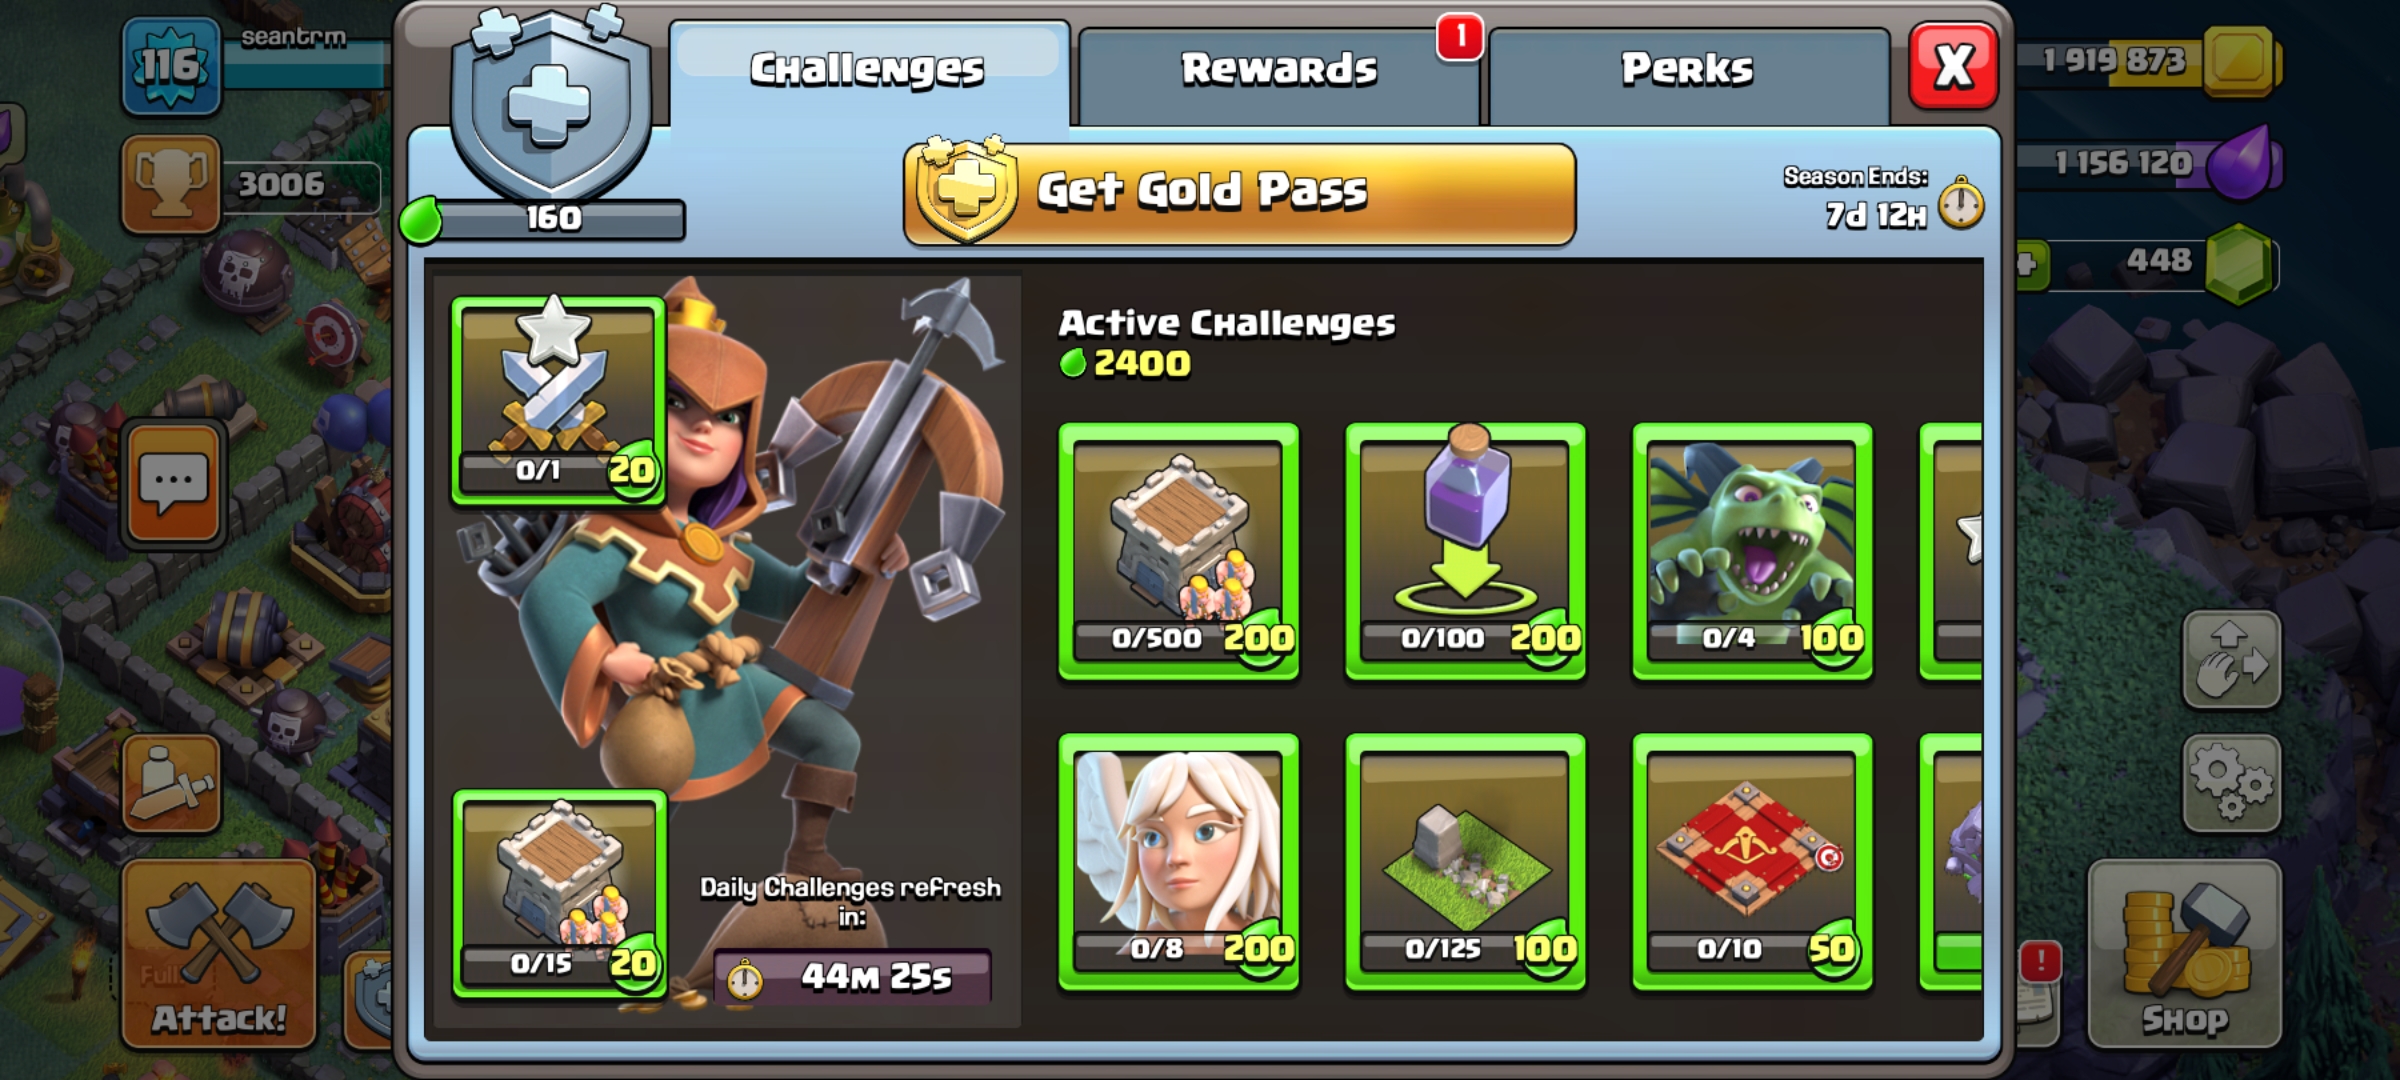 116
seantrm
3006
Challenges
Rewards
1
Perks
X
1 919 873
1 156 120
448
160
Get Gold Pass
Season Ends:
7d 12H
0/1
20
Active Challenges
2400
0/500
200
0/100
200
0/4
100
0/8
200
0/125
100
0/10
50
0/15
20
Daily Challenges refresh
in:
44M 25s
Full
Attack!
!
Shop